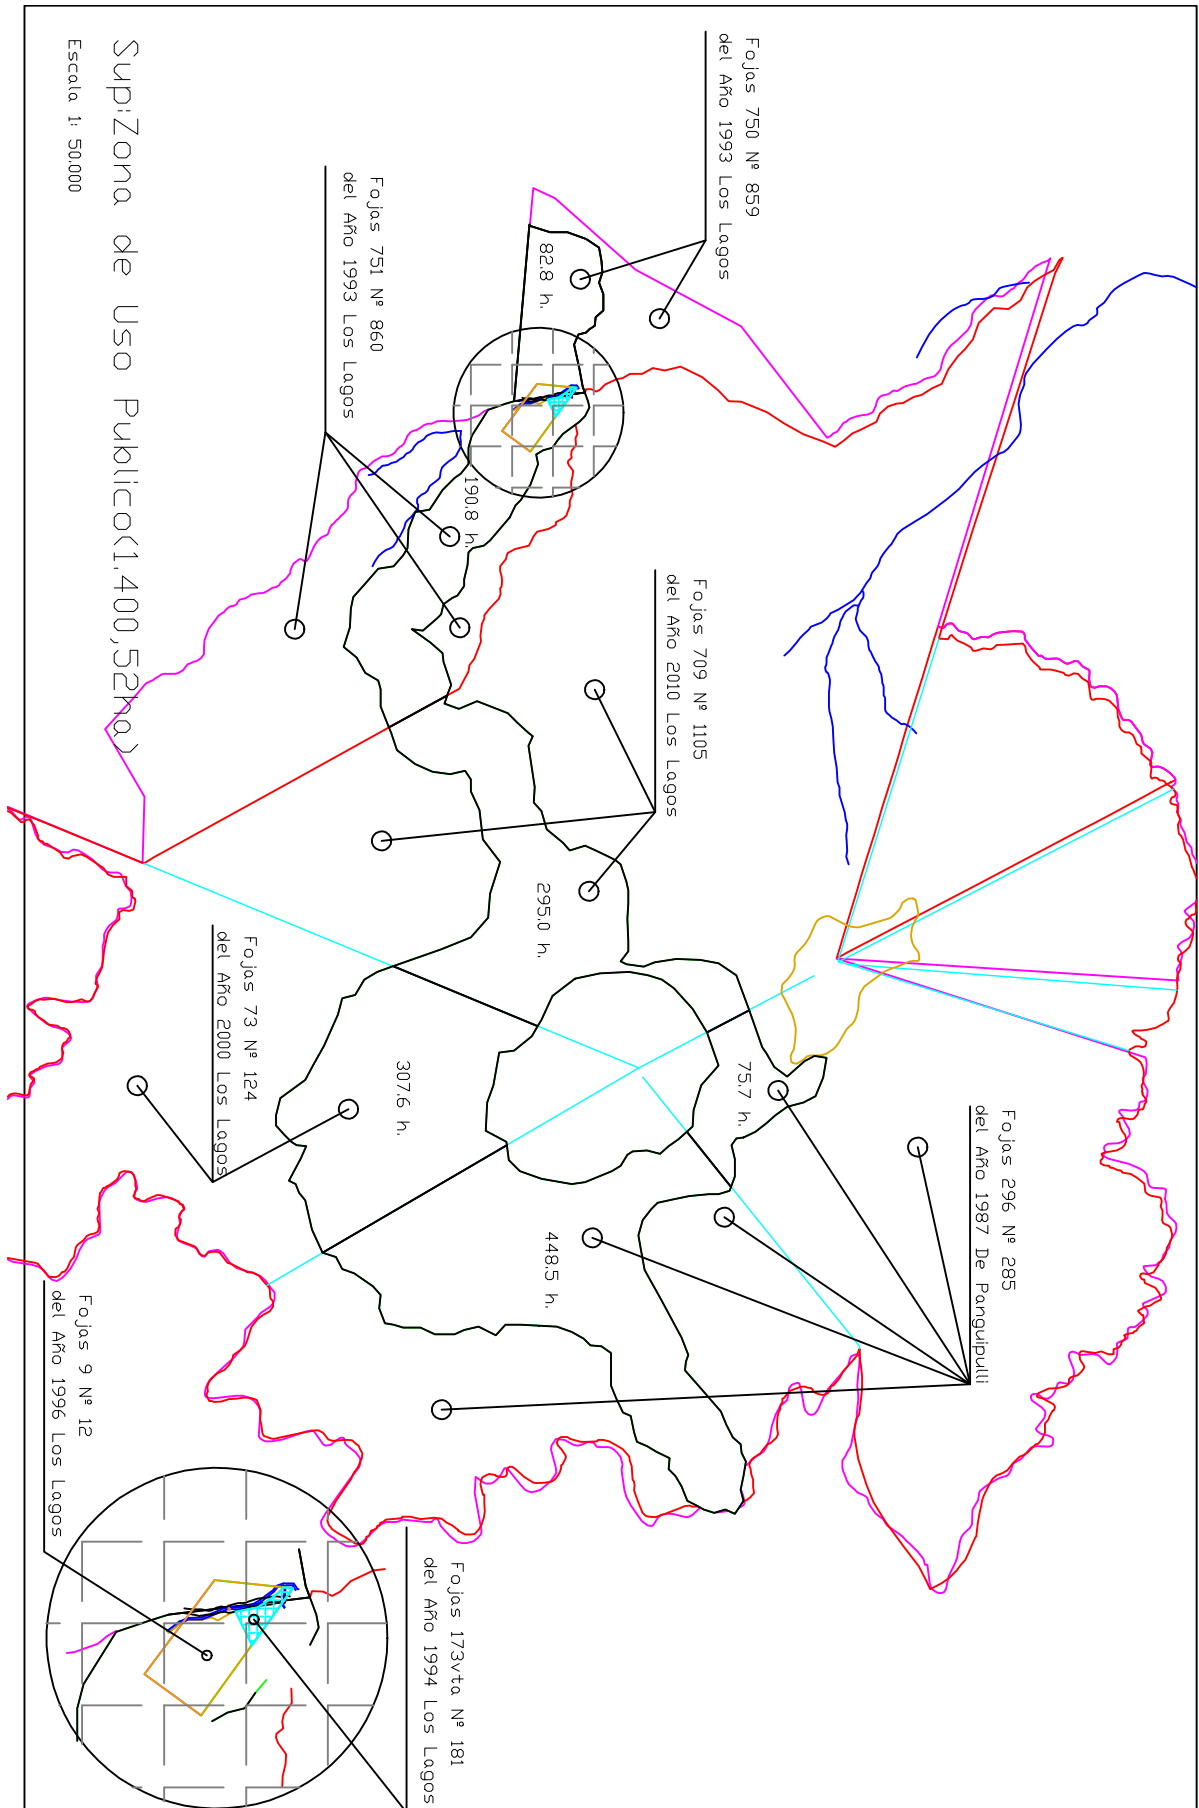 Fojas 750 Nº 859
del Año 1993 Los Lagos
Fojas 751 Nº 860
del Año 1993 Los Lagos
82.8 h.
190.8 h.
Fojas 709 Nº 1105
del Año 2010 Los Lagos
295.0 h.
Fojas 73 Nº 124
del Año 2000 Los Lagos
307.6 h.
75.7 h.
448.5 h.
Fojas 296 Nº 285
del Año 1987 De Panguipulli
Fojas 9 Nº 12
del Año 1996 Los Lagos
Fojas 173vta Nº 181
del Año 1994 Los Lagos
Sup:Zona de Uso Publico(1.400,52ha)
Escala 1: 50.000